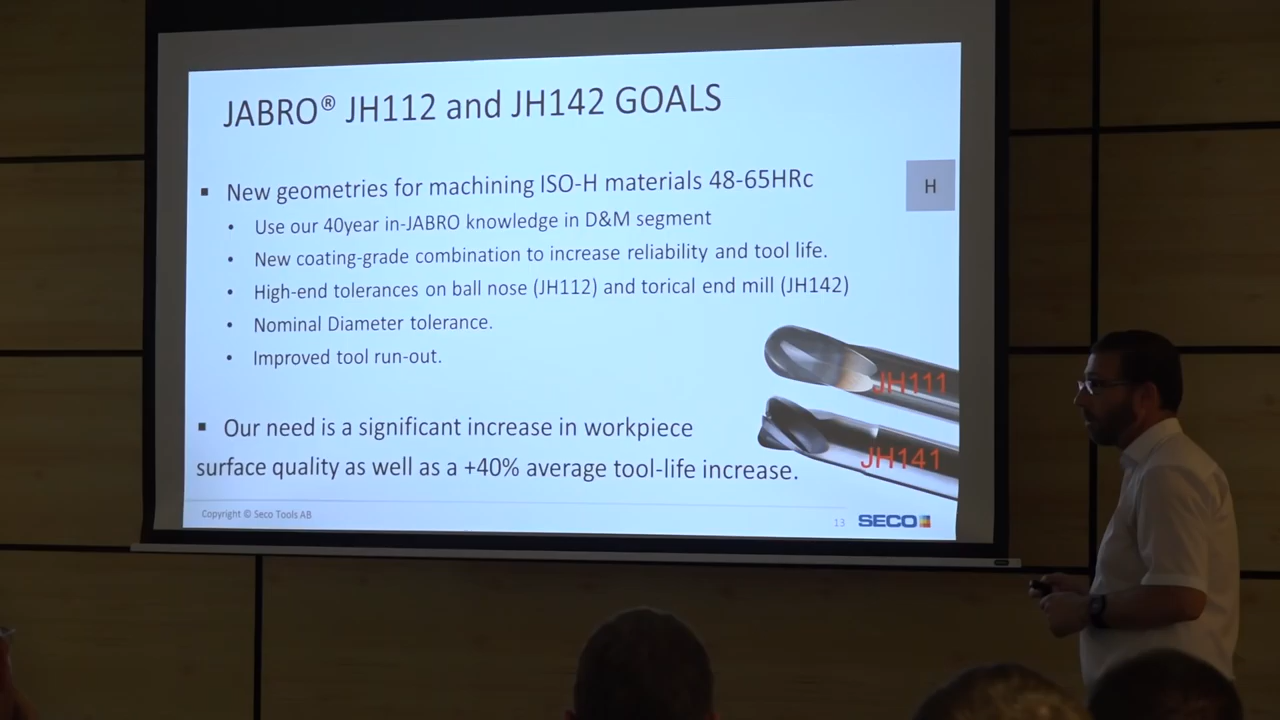 JABRO® JH112 and JH142 GOALS
▪ New geometries for machining ISO-H materials 48-65HRc
H
• Use our 40year in-JABRO knowledge in D&M segment
• New coating-grade combination to increase reliability and tool life.
• High-end tolerances on ball nose (JH112) and torical end mill (JH142)
• Nominal Diameter tolerance.
• Improved tool run-out.
JH111
▪ Our need is a significant increase in workpiece
surface quality as well as a +40% average tool-life increase.
JH141
Copyright © Seco Tools AB
13
SECO